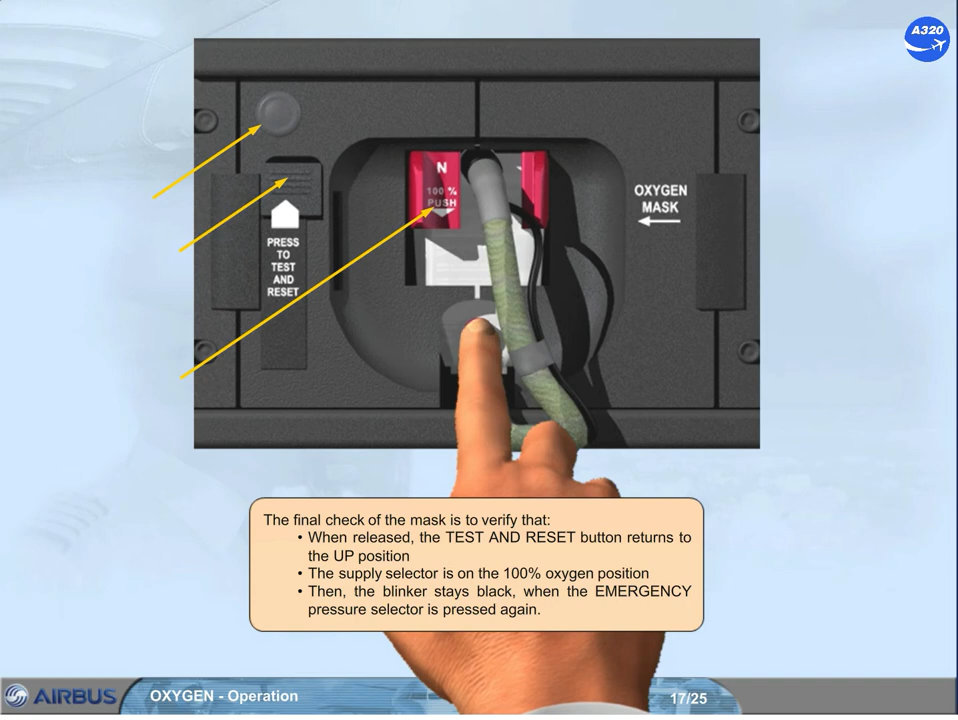 A320
N
100 %
PUSH
OXYGEN
MASK
PRESS
TO
TEST
AND
RESET
The final check of the mask is to verify that:
• When released, the TEST AND RESET button returns to
the UP position
• The supply selector is on the 100% oxygen position
• Then, the blinker stays black, when the EMERGENCY
pressure selector is pressed again.
AIRBUS
OXYGEN - Operation
17/25